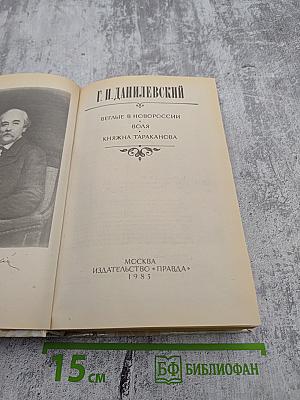 Г. П. ДАНИЛЕВСКИЙ
БЕГЛЫЕ В НОВОРОССИИ
ВОЛЯ
КНЯЖНА ТАРАКАНОВА
МОСКВА
ИЗДАТЕЛЬСТВО «ПРАВДА»
1983
15 см
БФ БИБЛИОФАН